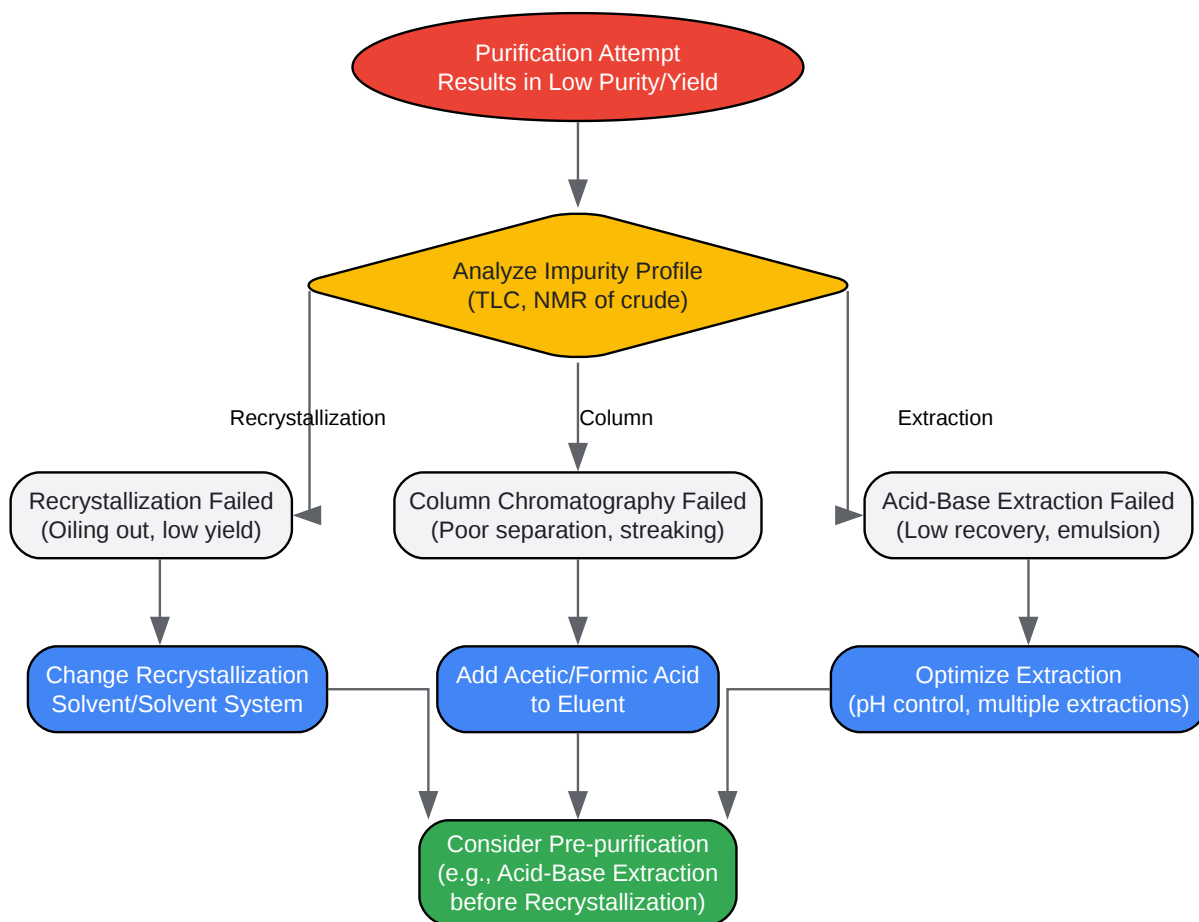 Purification Attempt
Results in Low Purity/Yield
Analyze Impurity Profile
(TLC, NMR of crude)
Recrystallization
Column
Extraction
Recrystallization Failed
(Oiling out, low yield)
Column Chromatography Failed
(Poor separation, streaking)
Acid-Base Extraction Failed
(Low recovery, emulsion)
Change Recrystallization
Solvent/Solvent System
Add Acetic/Formic Acid
to Eluent
Optimize Extraction
(pH control, multiple extractions)
Consider Pre-purification
(e.g., Acid-Base Extraction
before Recrystallization)